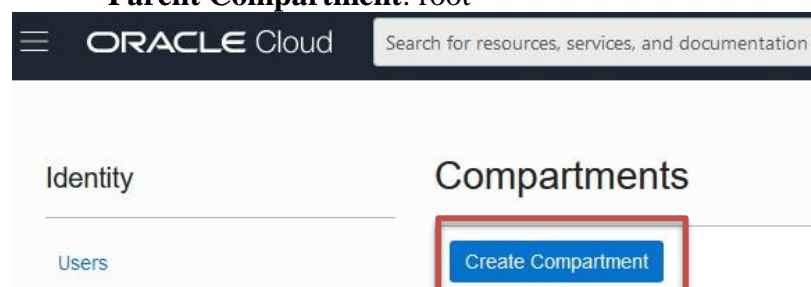 Parent Compartment: root
ORACLE Cloud
Search for resources, services, and documentation
Identity
Compartments
Users
Create Compartment